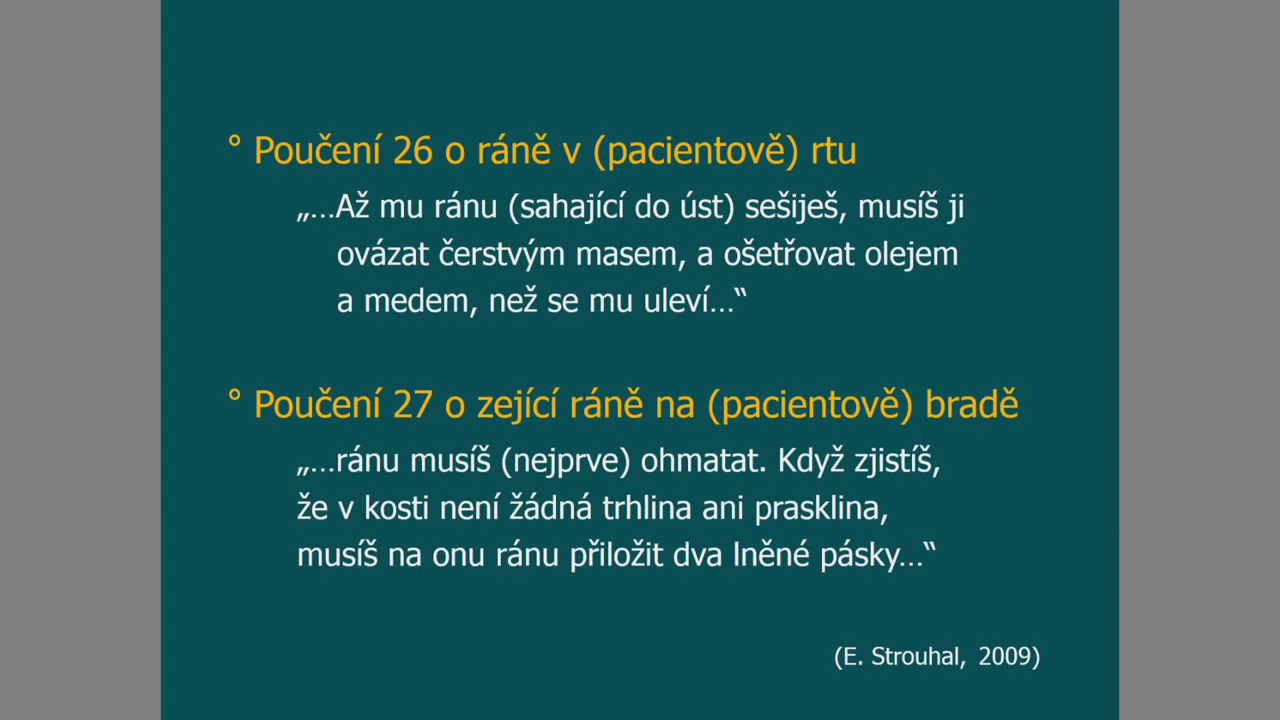 ° Poučení 26 o ráně v (pacientově) rtu
„…Až mu ránu (sahající do úst) sešiješ, musíš ji
ovázat čerstvým masem, a ošetřovat olejem
a medem, než se mu uleví…“
° Poučení 27 o zející ráně na (pacientově) bradě
„…ránu musíš (nejprve) ohmatat. Když zjistíš,
že v kosti není žádná trhlina ani prasklina,
musíš na onu ránu přiložit dva lněné pásky…“
(E. Strouhal, 2009)